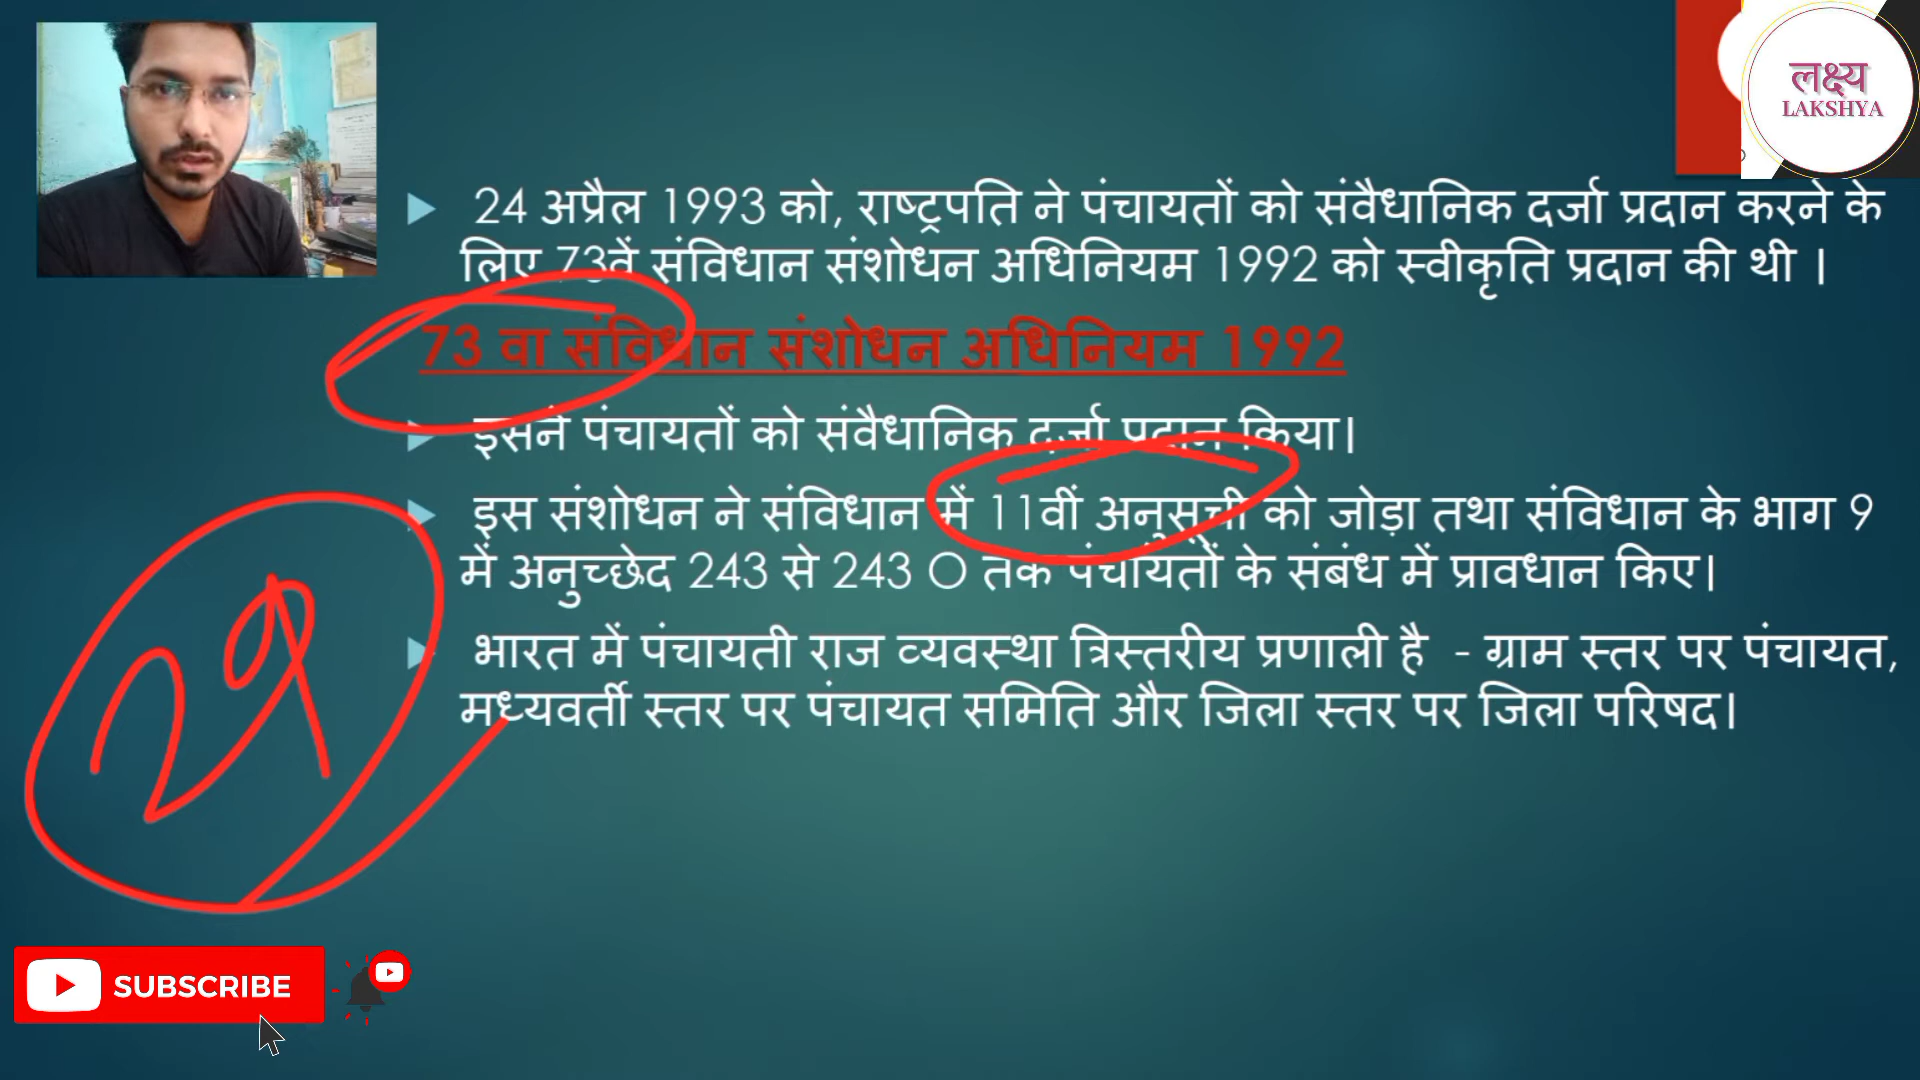 लक्ष्य
LAKSHYA
24 अप्रैल 1993 को, राष्ट्रपति ने पंचायतों को संवैधानिक दर्जा प्रदान करने के
लिए 73वें संविधान संशोधन अधिनियम 1992 को स्वीकृति प्रदान की थी ।
73 वा संविधान संशोधन अधिनियम 1992
इसने पंचायतों को संवैधानिक दर्जा प्रदान किया।
इस संशोधन ने संविधान में 11वीं अनुसूची को जोड़ा तथा संविधान के भाग 9
में अनुच्छेद 243 से 243 O तक पंचायतों के संबंध में प्रावधान किए।
भारत में पंचायती राज व्यवस्था त्रिस्तरीय प्रणाली है - ग्राम स्तर पर पंचायत,
मध्यवर्ती स्तर पर पंचायत समिति और जिला स्तर पर जिला परिषद।
29
SUBSCRIBE